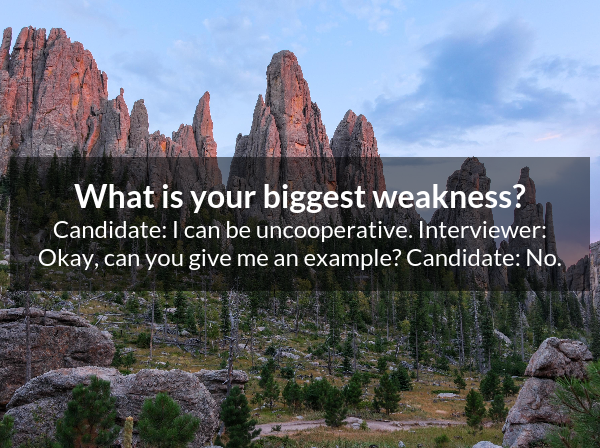 What is your biggest weakness?
Candidate: I can be uncooperative. Interviewer:
Okay, can you give me an example? Candidate: No.